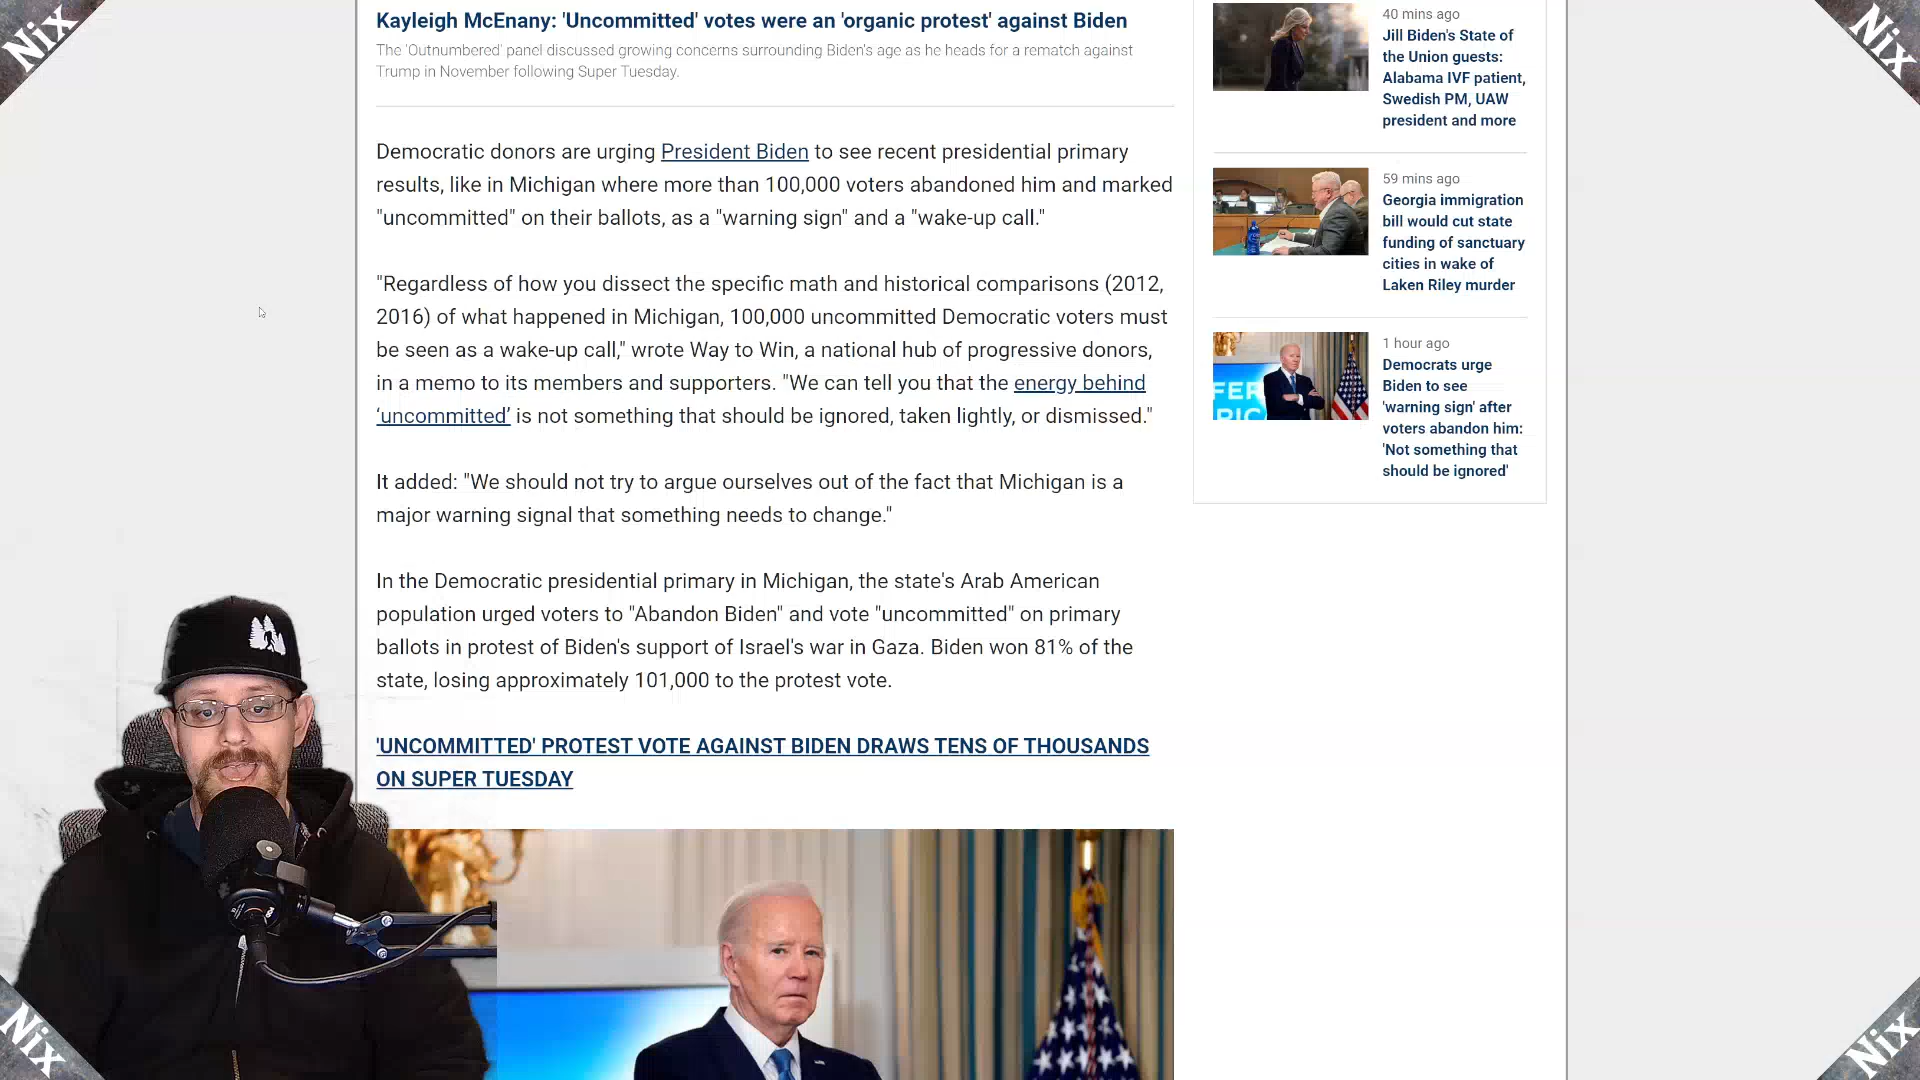 Nix
Nix
Kayleigh McEnany: 'Uncommitted' votes were an 'organic protest' against Biden
The 'Outnumbered' panel discussed growing concerns surrounding Biden's age as he heads for a rematch against
Trump in November following Super Tuesday.
Democratic donors are urging President Biden to see recent presidential primary
results, like in Michigan where more than 100,000 voters abandoned him and marked
"uncommitted" on their ballots, as a "warning sign" and a "wake-up call."
"Regardless of how you dissect the specific math and historical comparisons (2012,
2016) of what happened in Michigan, 100,000 uncommitted Democratic voters must
be seen as a wake-up call," wrote Way to Win, a national hub of progressive donors,
in a memo to its members and supporters. "We can tell you that the energy behind
‘uncommitted’ is not something that should be ignored, taken lightly, or dismissed."
It added: "We should not try to argue ourselves out of the fact that Michigan is a
major warning signal that something needs to change."
In the Democratic presidential primary in Michigan, the state's Arab American
population urged voters to "Abandon Biden" and vote "uncommitted" on primary
ballots in protest of Biden's support of Israel's war in Gaza. Biden won 81% of the
state, losing approximately 101,000 to the protest vote.
'UNCOMMITTED' PROTEST VOTE AGAINST BIDEN DRAWS TENS OF THOUSANDS
ON SUPER TUESDAY
40 mins ago
Jill Biden's State of
the Union guests:
Alabama IVF patient,
Swedish PM, UAW
president and more
59 mins ago
Georgia immigration
bill would cut state
funding of sanctuary
cities in wake of
Laken Riley murder
1 hour ago
Democrats urge
Biden to see
'warning sign' after
voters abandon him:
'Not something that
should be ignored'
FER
RIC
Nix
Nix